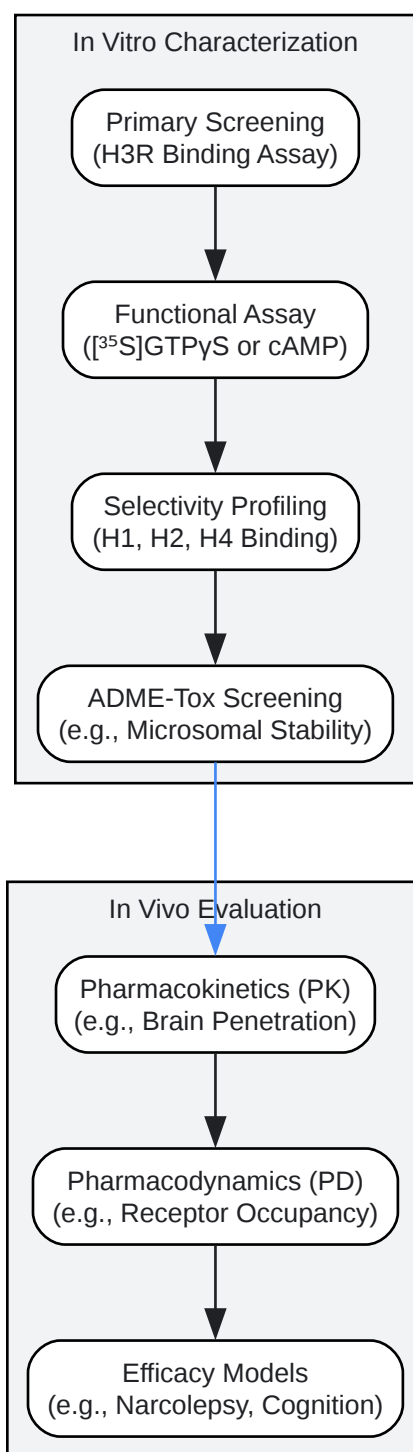 In Vitro Characterization
Primary Screening
(H3R Binding Assay)
Functional Assay
([³⁵S]GTPγS or cAMP)
Selectivity Profiling
(H1, H2, H4 Binding)
ADME-Tox Screening
(e.g., Microsomal Stability)
In Vivo Evaluation
Pharmacokinetics (PK)
(e.g., Brain Penetration)
Pharmacodynamics (PD)
(e.g., Receptor Occupancy)
Efficacy Models
(e.g., Narcolepsy, Cognition)